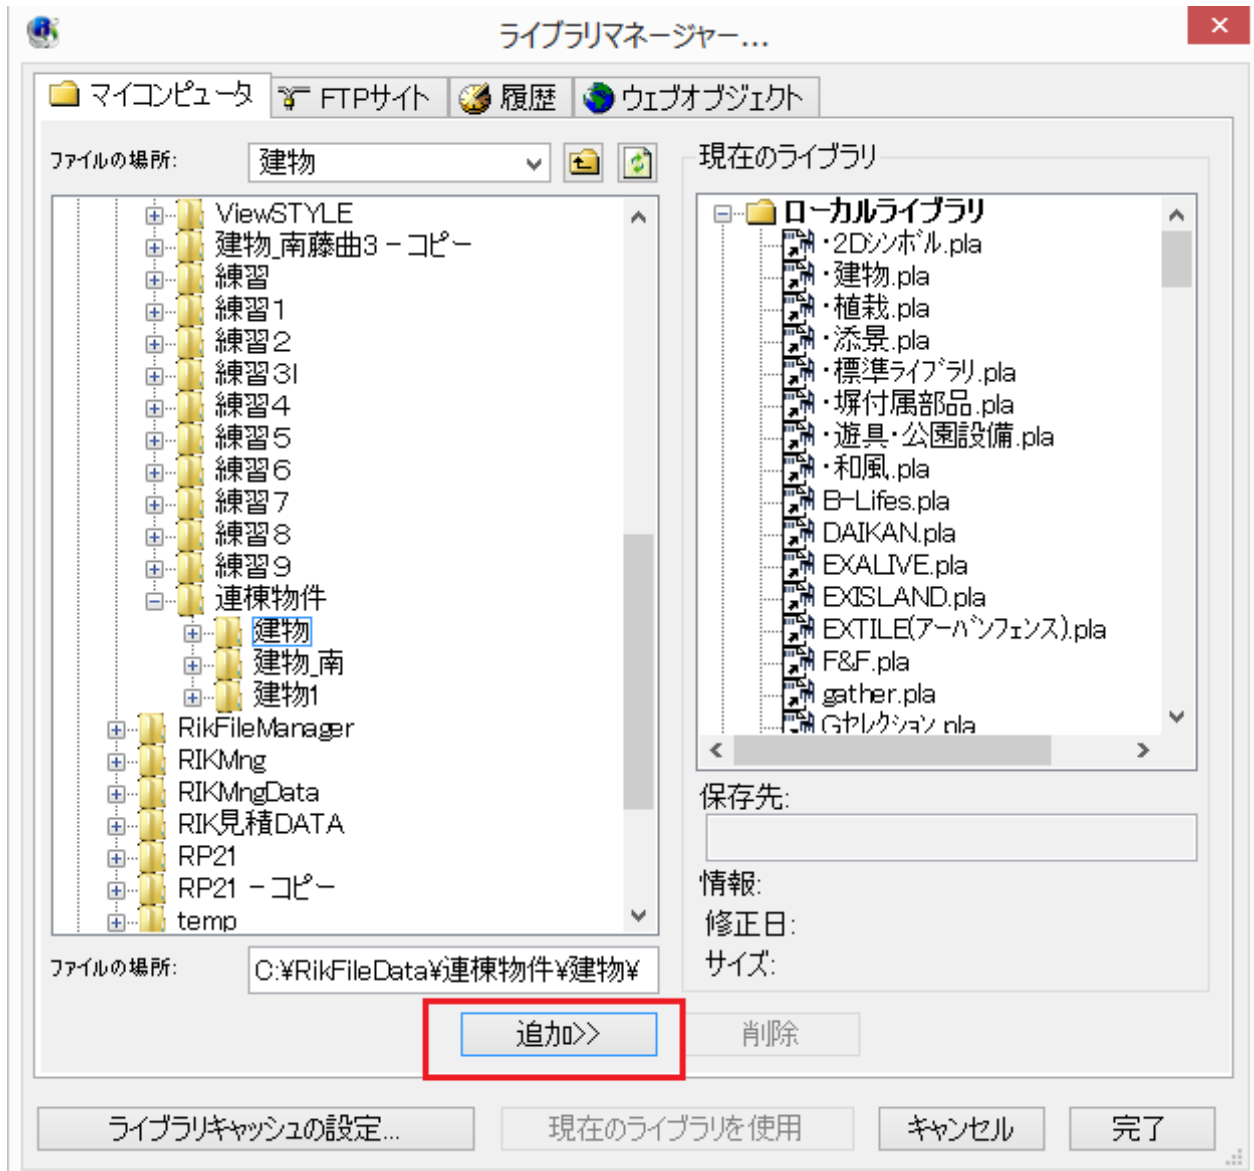 ライブラリマネージャー...
マイコンピュータ
FTPサイト
履歴
ウェブオブジェクト
ファイルの場所:
建物
ViewSTYLE
建物_南藤曲3 - コピー
練習
練習1
練習2
練習3I
練習4
練習5
練習6
練習7
練習8
練習9
連棟物件
建物
建物_南
建物1
RikFileManager
RIKMng
RIKMngData
RIK見積DATA
RP21
RP21 - コピー
temp
ファイルの場所:
C:¥RikFileData¥連棟物件¥建物¥
現在のライブラリ
ローカルライブラリ
・2Dシンボル.pla
・建物.pla
・植栽.pla
・添景.pla
・標準ライブラリ.pla
・塀付属部品.pla
・遊具・公園設備.pla
・和風.pla
B-Lifes.pla
DAIKAN.pla
EXALIVE.pla
EXISLAND.pla
EXTILE(アーバンフェンス).pla
F&F.pla
gather.pla
Gセレクション.pla
保存先:
情報:
修正日:
サイズ:
追加>>
削除
ライブラリキャッシュの設定...
現在のライブラリを使用
キャンセル
完了